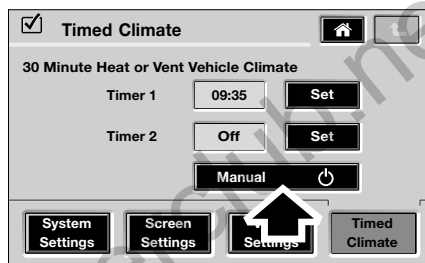 Timed Climate
30 Minute Heat or Vent Vehicle Climate
Timer 1 09:35 Set
Timer 2 Off Set
Manual
System Settings
Screen Settings
Settings
Timed Climate